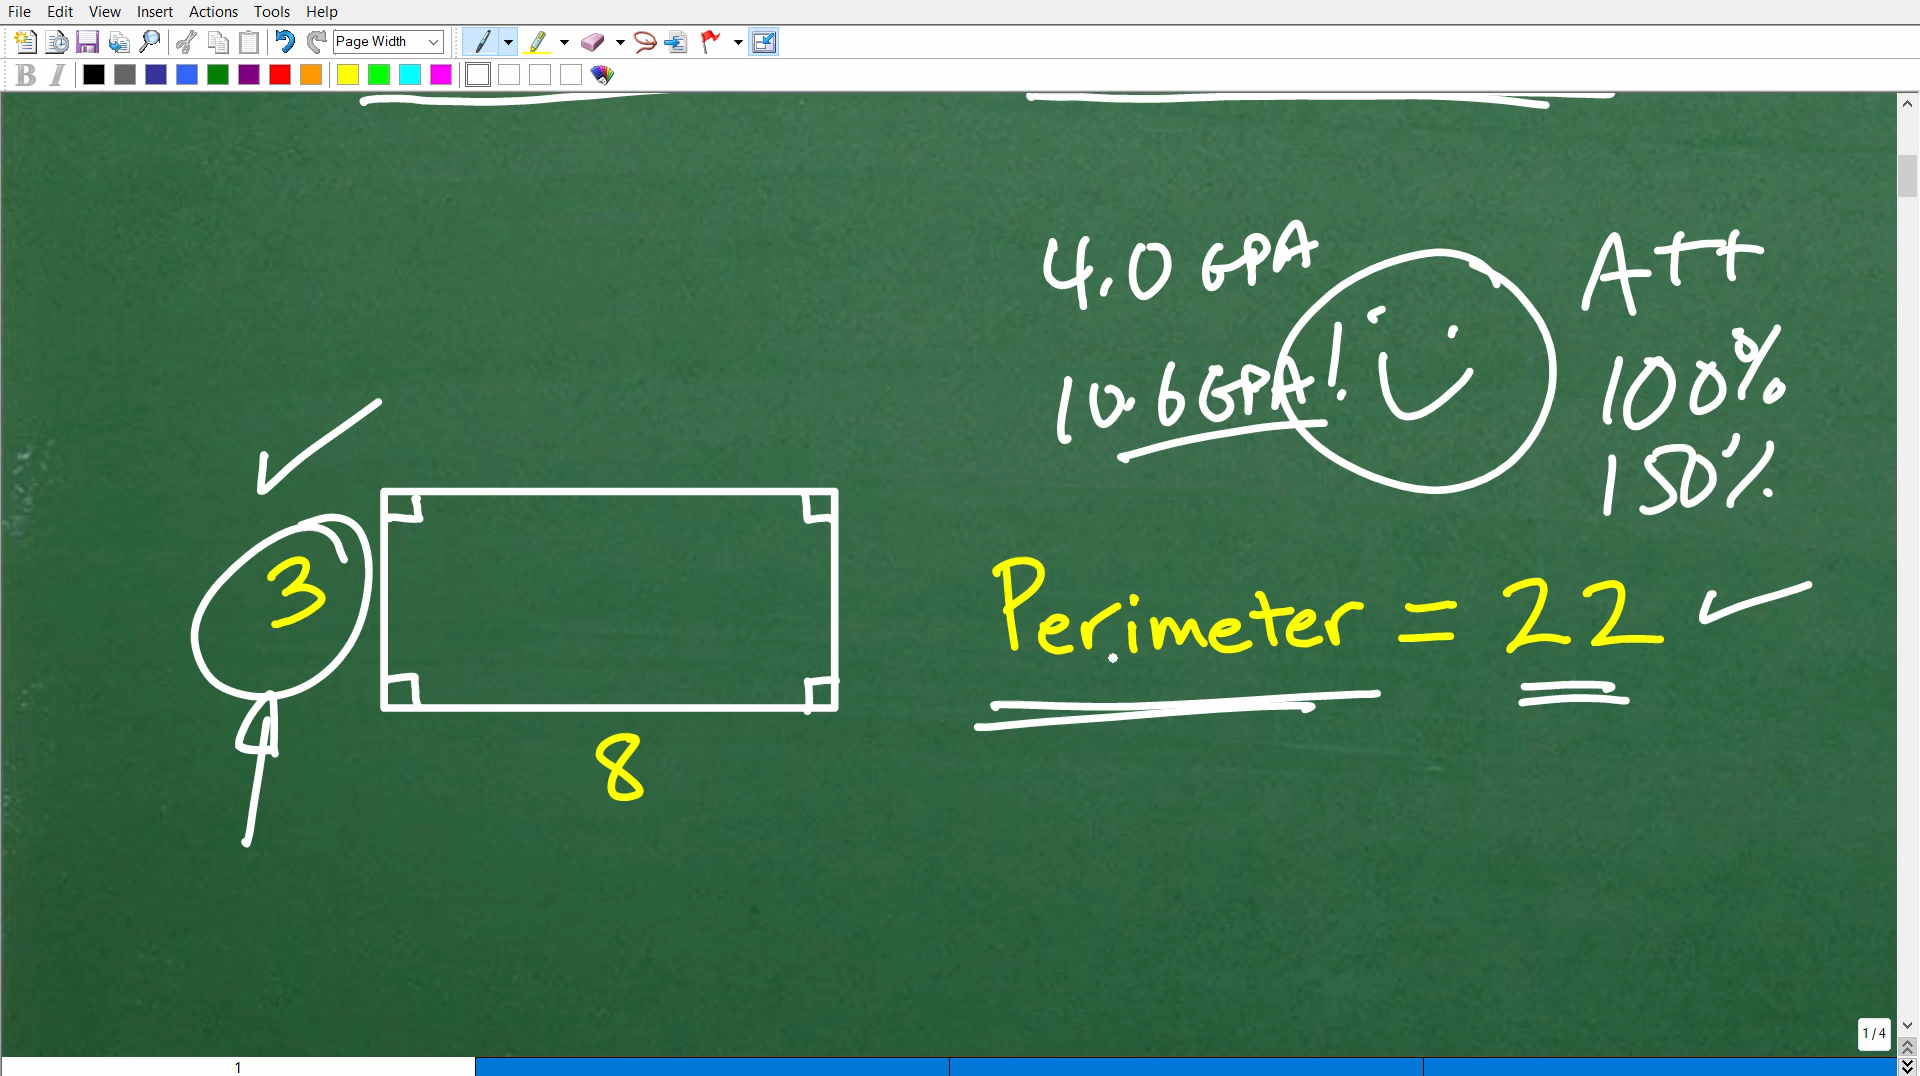 File Edit View Insert Actions Tools Help
Page Width
B I
4.0 GPA
A++
10.6 GPA!
100%
150%
3
Perimeter = 22
8
1 / 4
1